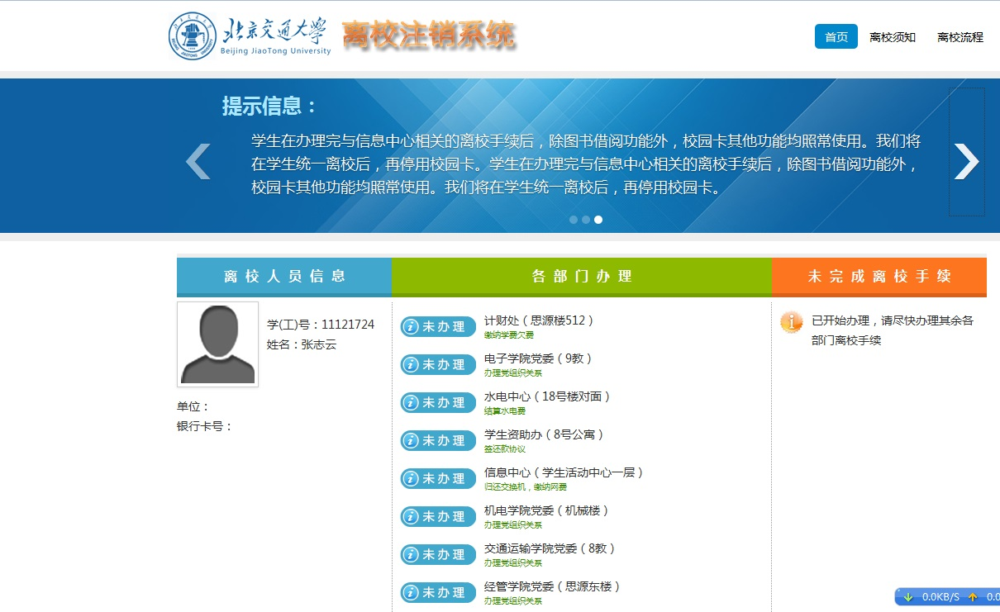 北京交通大学
Beijing JiaoTong University
离校注销系统
首页 离校须知 离校流程
提示信息：
学生在办理完与信息中心相关的离校手续后，除图书借阅功能外，校园卡其他功能均照常使用。我们将
在学生统一离校后，再停用校园卡。学生在办理完与信息中心相关的离校手续后，除图书借阅功能外，
校园卡其他功能均照常使用。我们将在学生统一离校后，再停用校园卡。
离校人员信息
学(工)号：11121724
姓名：张志云
单位：
银行卡号：
各部门办理
未办理 计财处（思源楼512）
缴纳学费欠费
未办理 电子学院党委（9教）
办理党组织关系
未办理 水电中心（18号楼对面）
结算水电费
未办理 学生资助办（8号公寓）
签还款协议
未办理 信息中心（学生活动中心一层）
归还交换机，缴纳网费
未办理 机电学院党委（机械楼）
办理党组织关系
未办理 交通运输学院党委（8教）
办理党组织关系
未办理 经管学院党委（思源东楼）
办理党组织关系
未完成离校手续
已开始办理，请尽快办理其余各
部门离校手续
0.0KB/S 0.0